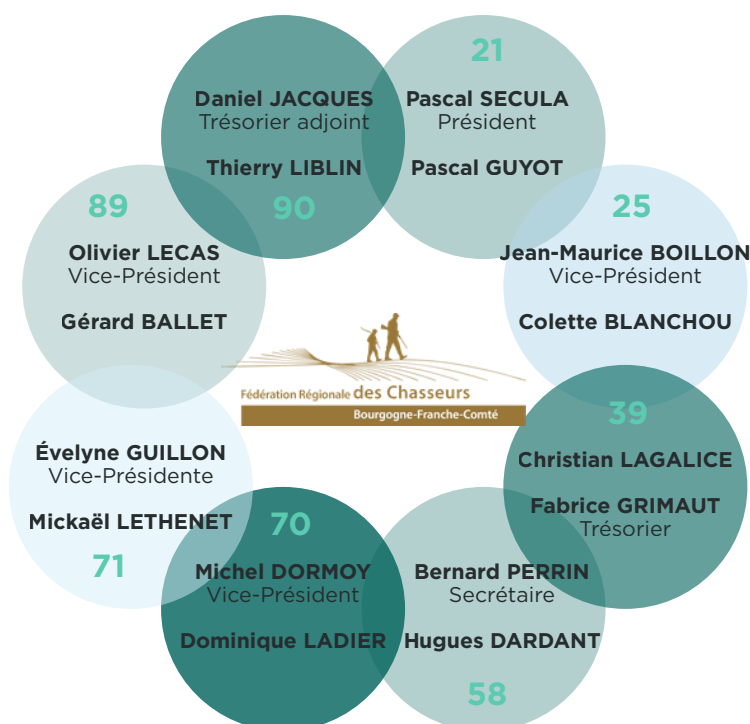 21
Pascal SECULA
Président
Pascal GUYOT
25
Jean-Maurice BOILLON
Vice-Président
Colette BLANCHOU
39
Christian LAGALICE
Fabrice GRIMAUT
Trésorier
Bernard PERRIN
Secrétaire
Hugues DARDANT
58
70
Michel DORMOY
Vice-Président
Dominique LADIER
Évelyne GUILLON
Vice-Présidente
Mickaël LETHENET
71
89
Olivier LECAS
Vice-Président
Gérard BALLET
Daniel JACQUES
Trésorier adjoint
Thierry LIBLIN
90
Fédération Régionale des Chasseurs
Bourgogne-Franche-Comté